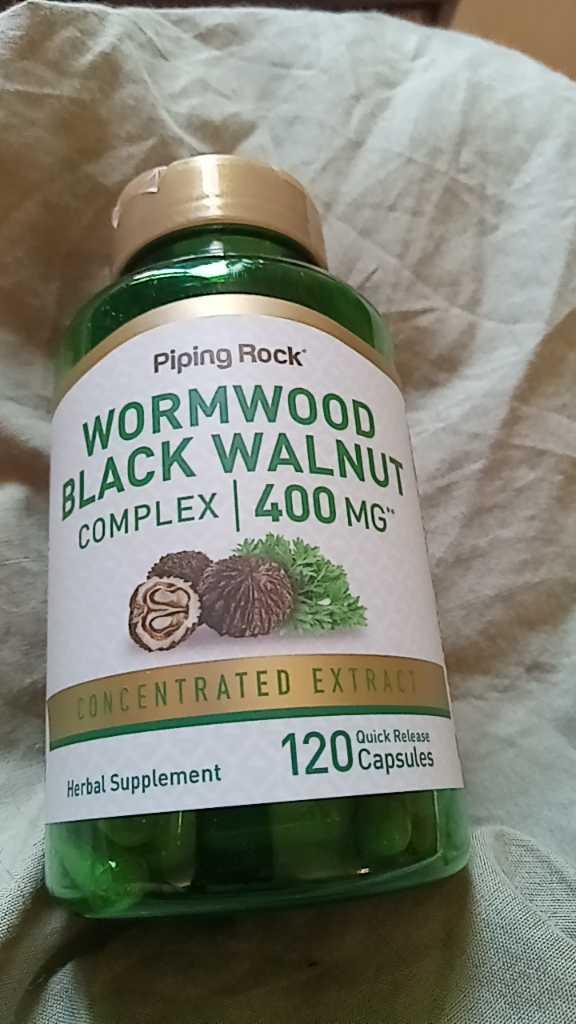 Piping Rock®
WORMWOOD
BLACK WALNUT
COMPLEX | 400 MG**
CONCENTRATED EXTRACT
Herbal Supplement
120 Quick Release
Capsules